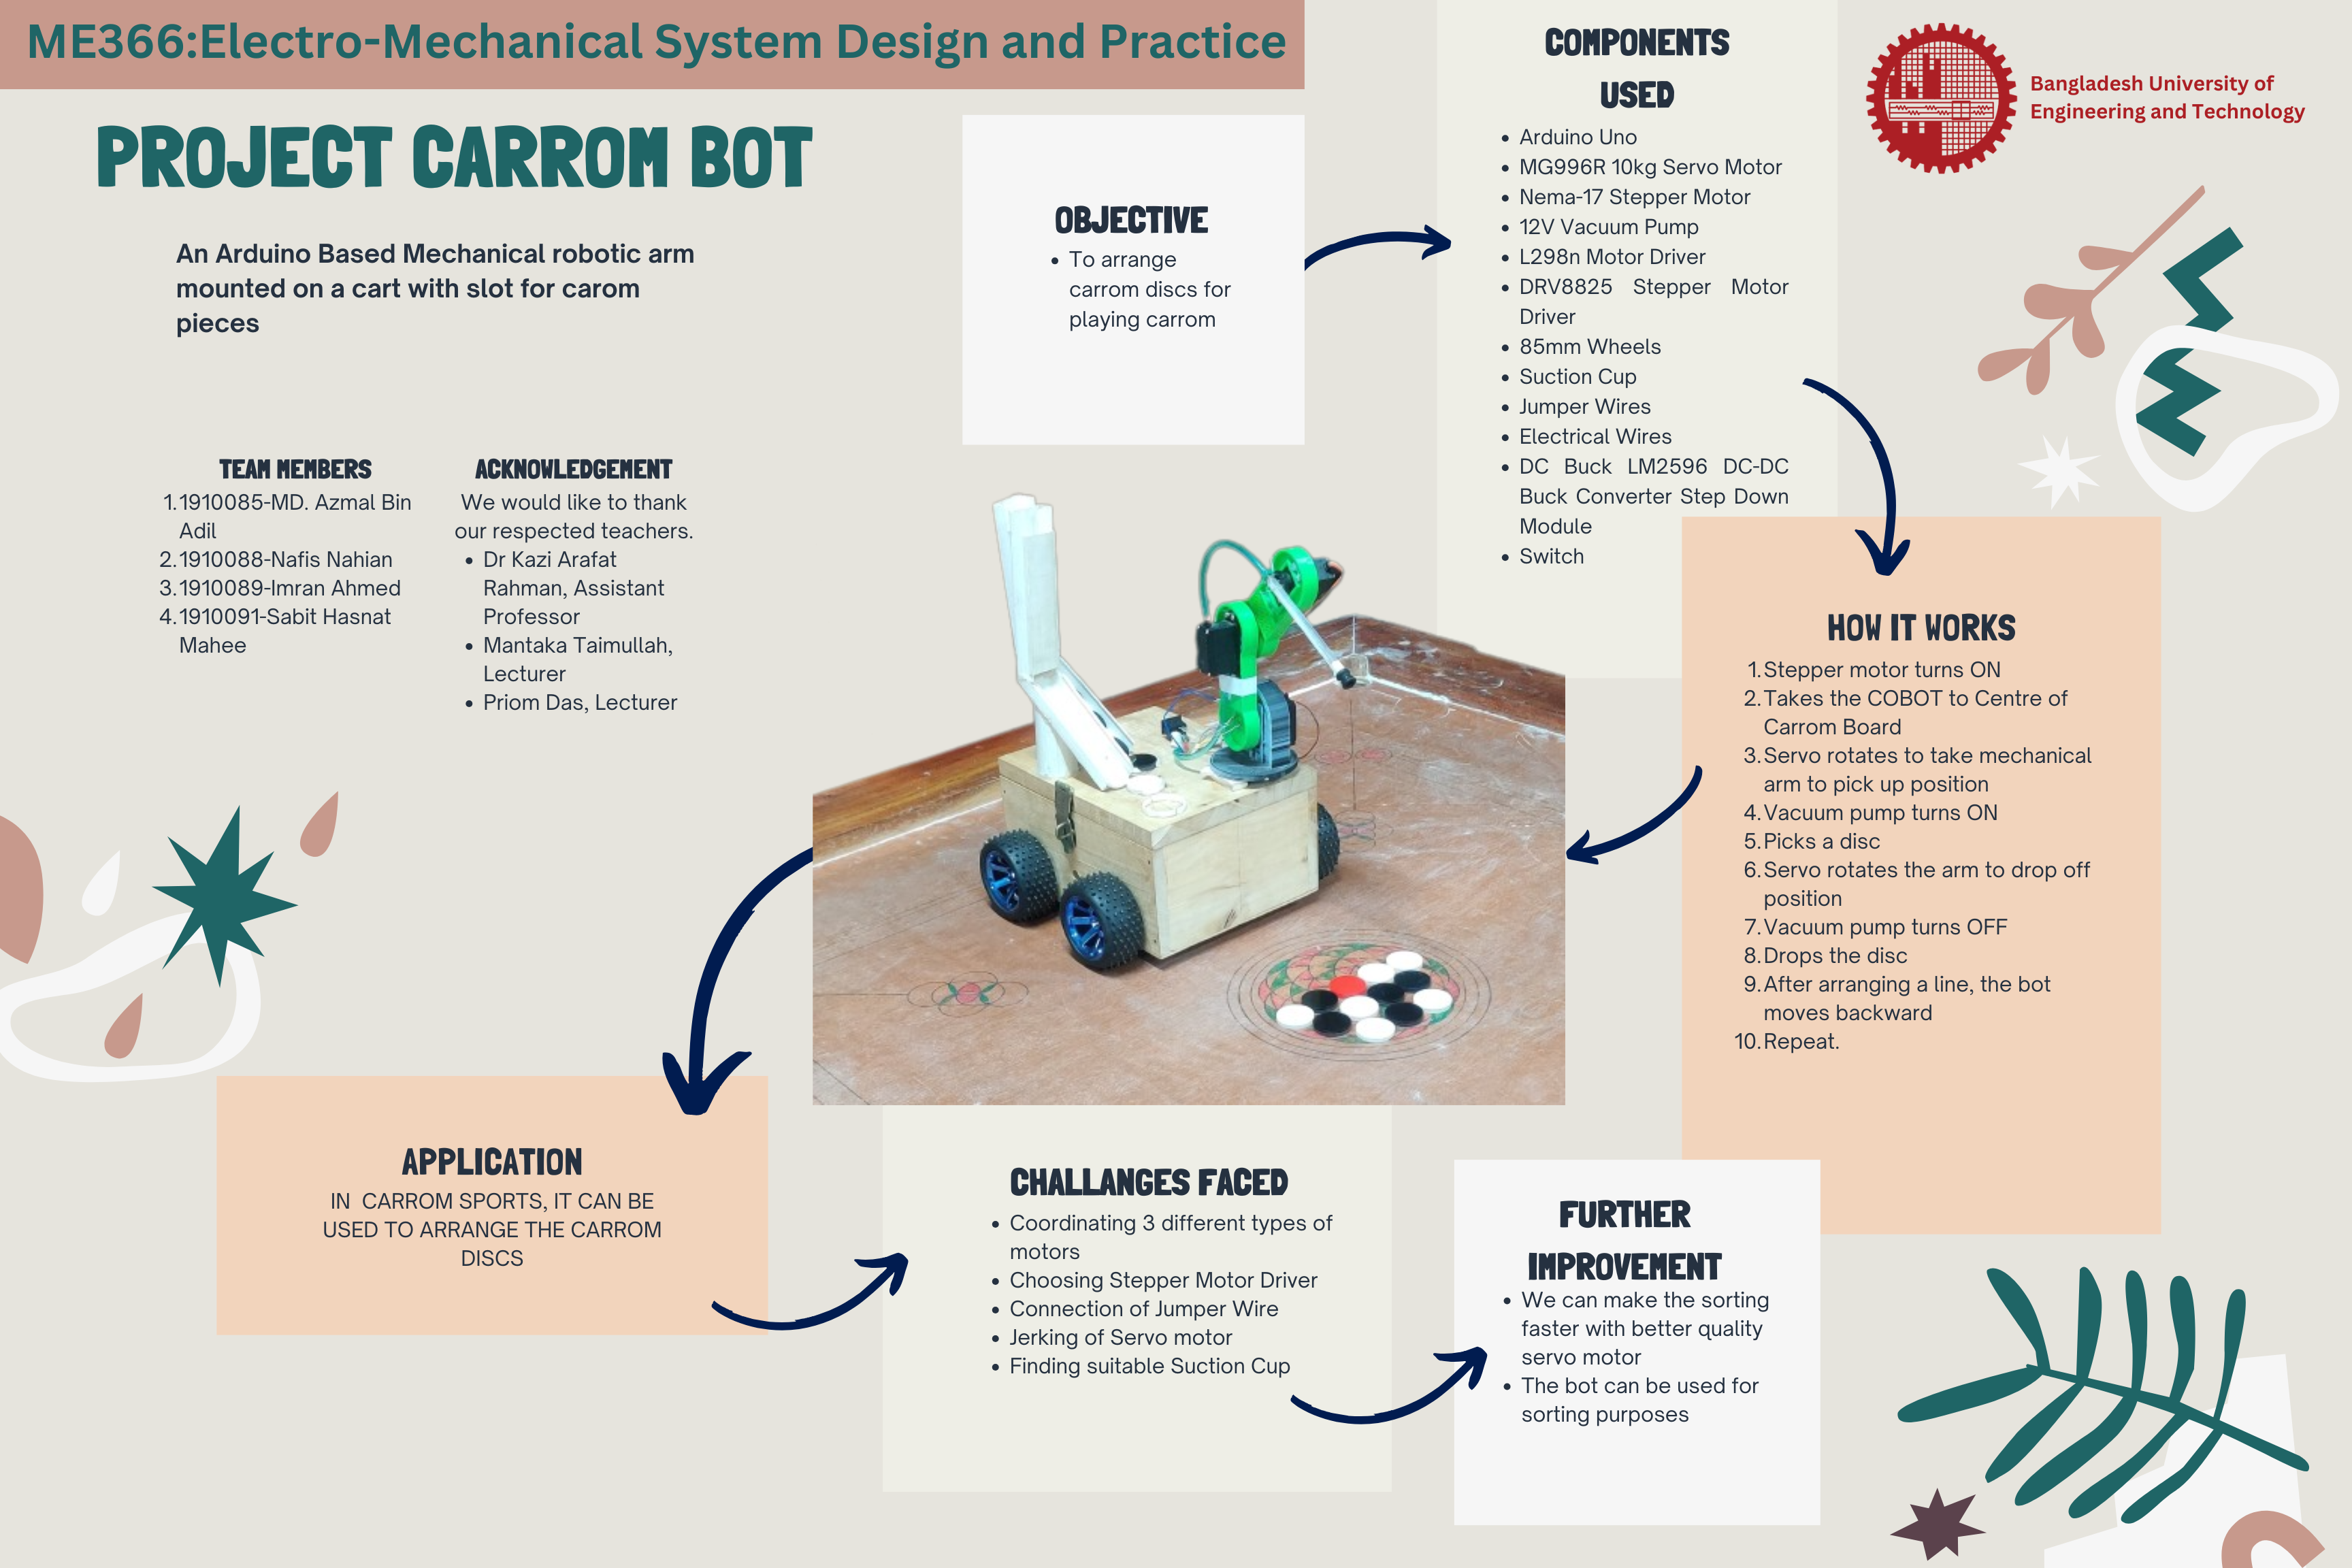 ME366:Electro-Mechanical System Design and Practice
PROJECT CARROM BOT
An Arduino Based Mechanical robotic arm
mounted on a cart with slot for carom
pieces
TEAM MEMBERS
1.1910085-MD. Azmal Bin
Adil
2.1910088-Nafis Nahian
3.1910089-Imran Ahmed
4.1910091-Sabit Hasnat
Mahee
ACKNOWLEDGEMENT
We would like to thank
our respected teachers.
• Dr Kazi Arafat
Rahman, Assistant
Professor
• Mantaka Taimullah,
Lecturer
• Priom Das, Lecturer
OBJECTIVE
• To arrange
carrom discs for
playing carrom
COMPONENTS
USED
• Arduino Uno
• MG996R 10kg Servo Motor
• Nema-17 Stepper Motor
• 12V Vacuum Pump
• L298n Motor Driver
• DRV8825 Stepper Motor
Driver
• 85mm Wheels
• Suction Cup
• Jumper Wires
• Electrical Wires
• DC Buck LM2596 DC-DC
Buck Converter Step Down
Module
• Switch
Bangladesh University of
Engineering and Technology
HOW IT WORKS
1.Stepper motor turns ON
2.Takes the COBOT to Centre of
Carrom Board
3.Servo rotates to take mechanical
arm to pick up position
4.Vacuum pump turns ON
5.Picks a disc
6.Servo rotates the arm to drop off
position
7.Vacuum pump turns OFF
8.Drops the disc
9.After arranging a line, the bot
moves backward
10.Repeat.
APPLICATION
IN CARROM SPORTS, IT CAN BE
USED TO ARRANGE THE CARROM
DISCS
CHALLANGES FACED
• Coordinating 3 different types of
motors
• Choosing Stepper Motor Driver
• Connection of Jumper Wire
• Jerking of Servo motor
• Finding suitable Suction Cup
FURTHER
IMPROVEMENT
• We can make the sorting
faster with better quality
servo motor
• The bot can be used for
sorting purposes